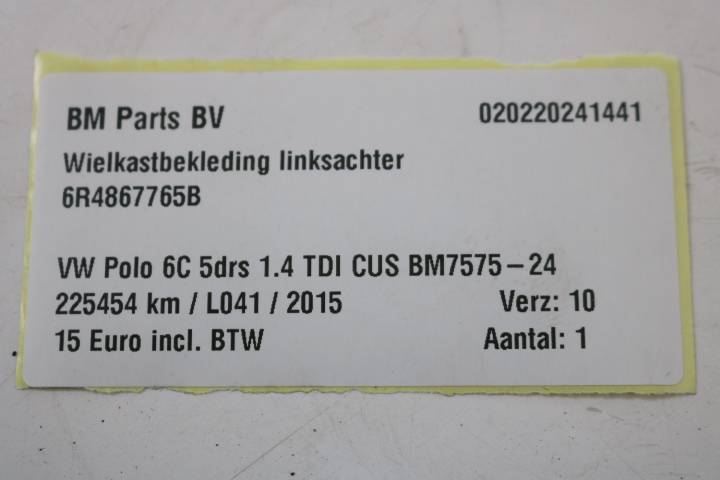 BM Parts BV 020220241441
Wielkastbekleding linksachter
6R4867765B
VW Polo 6C 5drs 1.4 TDI CUS BM7575-24
225454 km / L041 / 2015 Verz: 10
15 Euro incl. BTW Aantal: 1